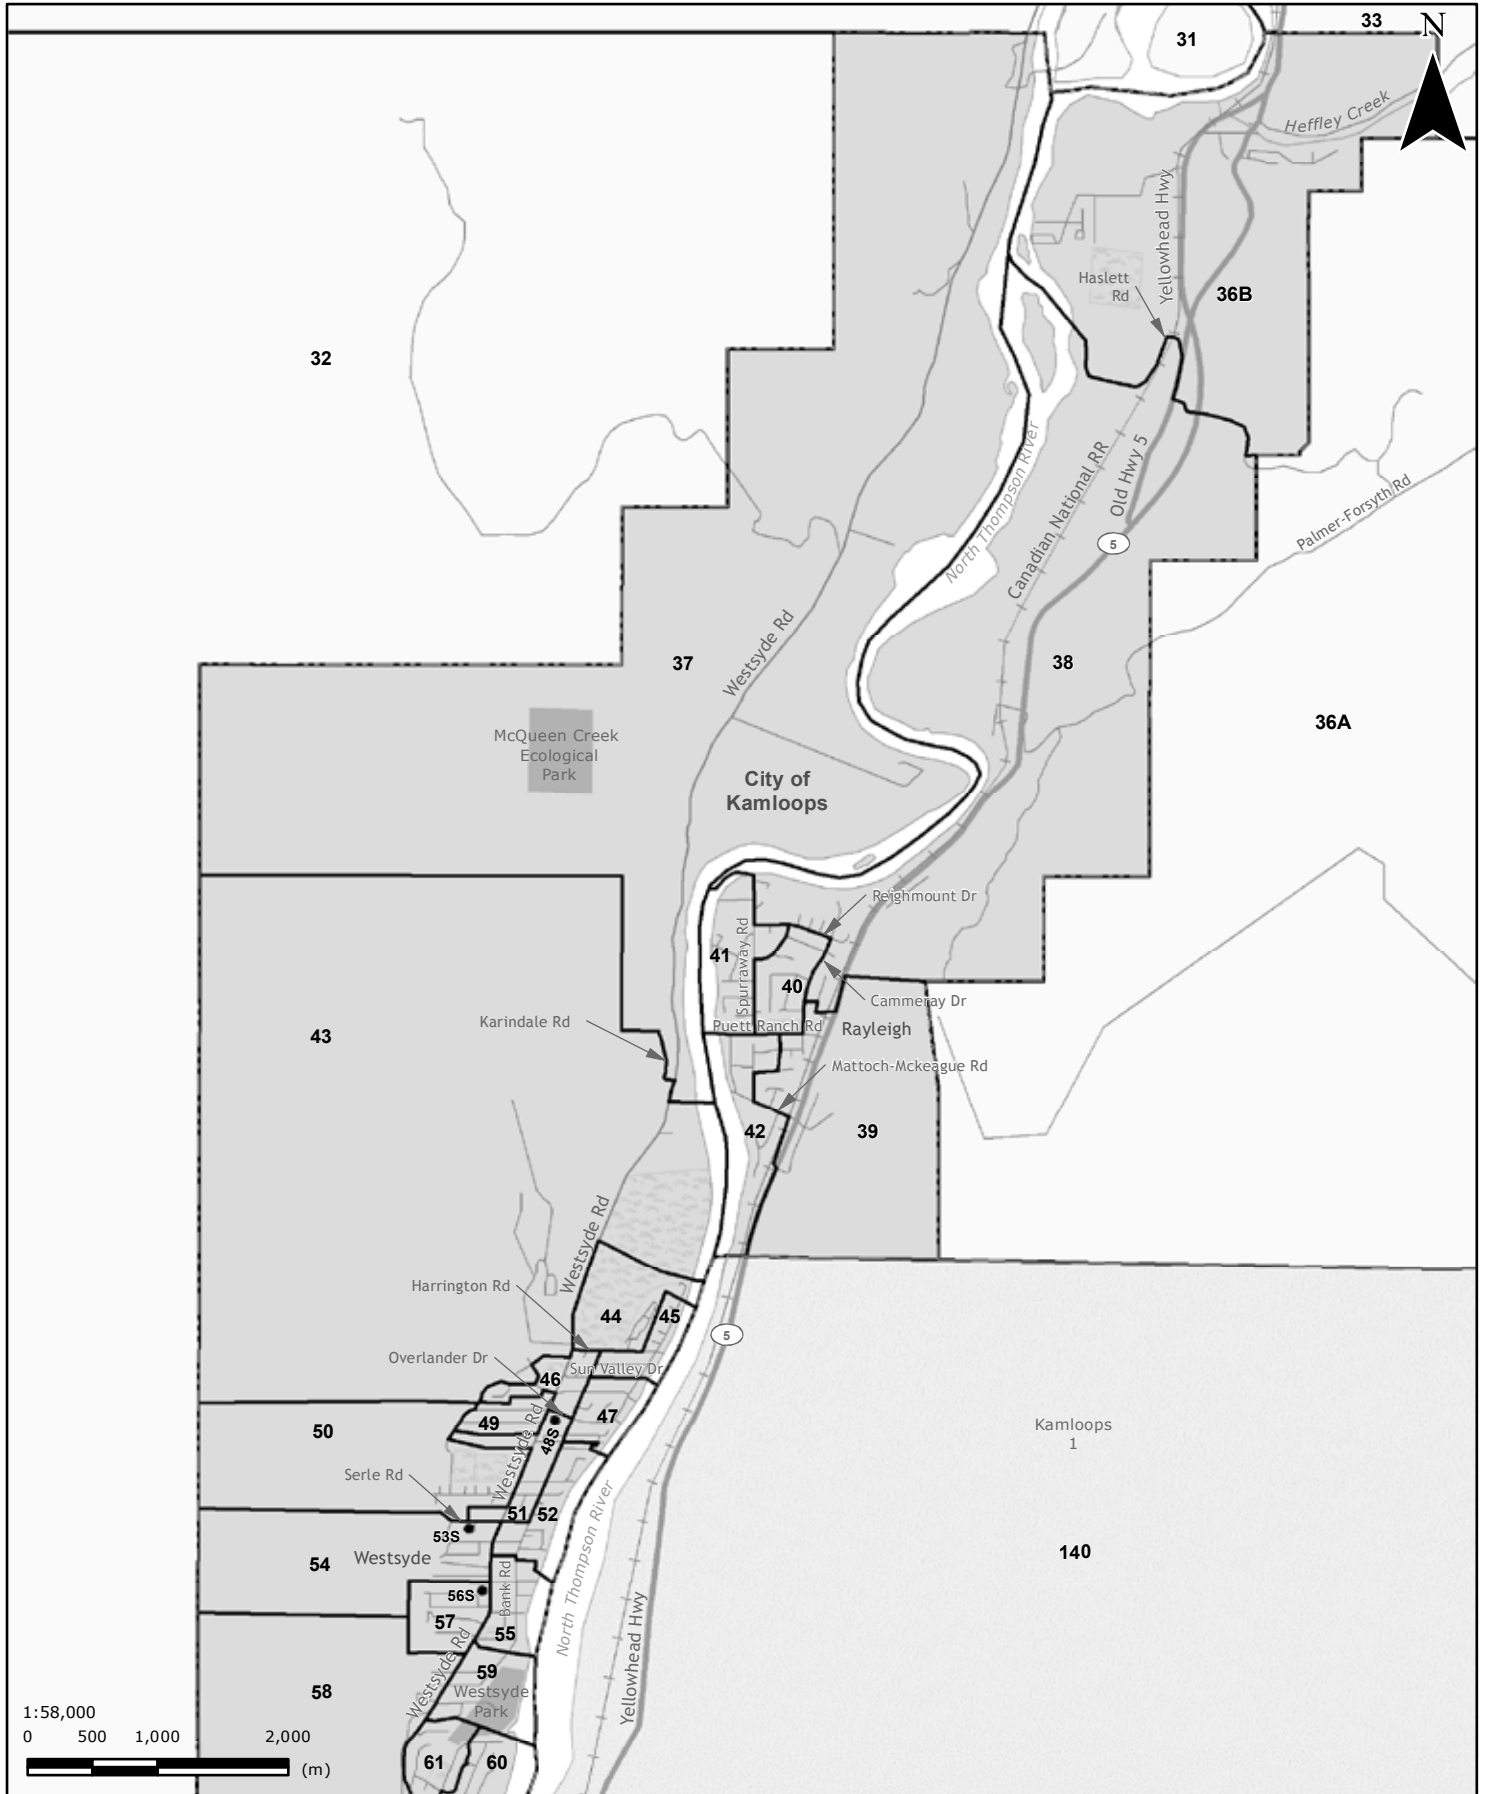 33
N
31
Heffley Creek
Yellowhead Hwy
Haslett
Rd
36B
32
North Thompson River
Canadian National RR
Old Hwy 5
Palmer-Forsyth Rd
5
Westsyde Rd
37
38
36A
McQueen Creek
Ecological
Park
City of
Kamloops
Reighmount Dr
41
Spurraway Rd
40
Cammeray Dr
Karindale Rd
Puett Ranch Rd
Rayleigh
43
Mattoch-Mckeague Rd
42
39
Westsyde Rd
Harrington Rd
44
45
5
Overlander Dr
Sun Valley Dr
46
47
49
48S
50
Westsyde Rd
Kamloops
1
Serle Rd
51
52
53S
54
Westsyde
North Thompson River
140
56S
Bank Rd
57
55
Westsyde Rd
59
Westsyde
Park
Yellowhead Hwy
58
61
60
1:58,000
0 500 1,000 2,000
(m)